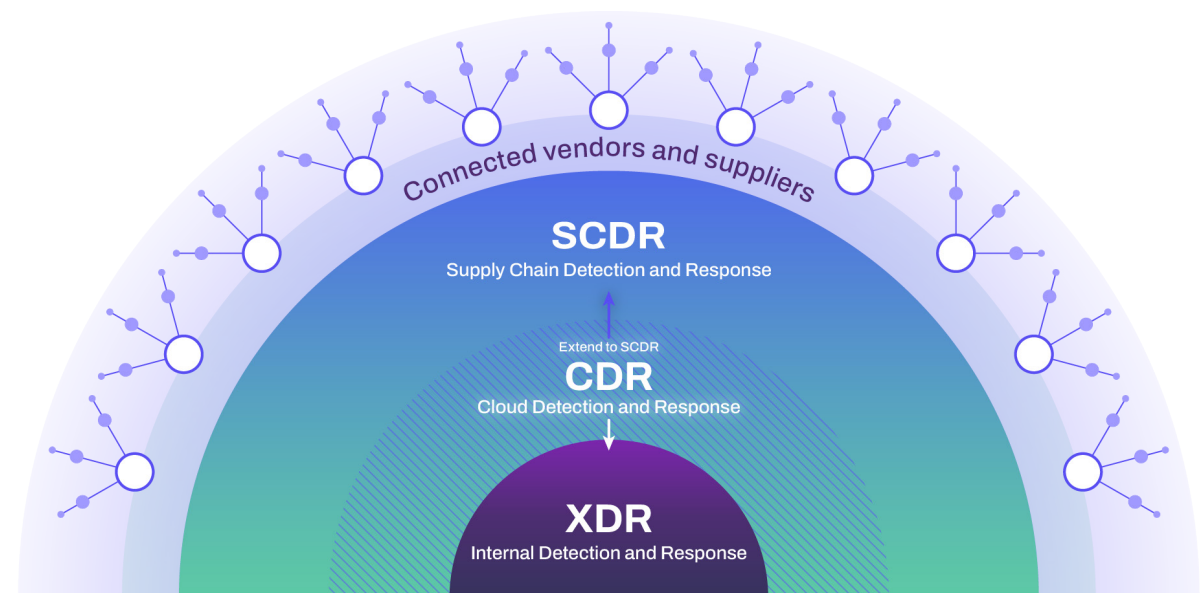 Connected vendors and suppliers
SCDR
Supply Chain Detection and Response
Extend to SCDR
CDR
Cloud Detection and Response
XDR
Internal Detection and Response